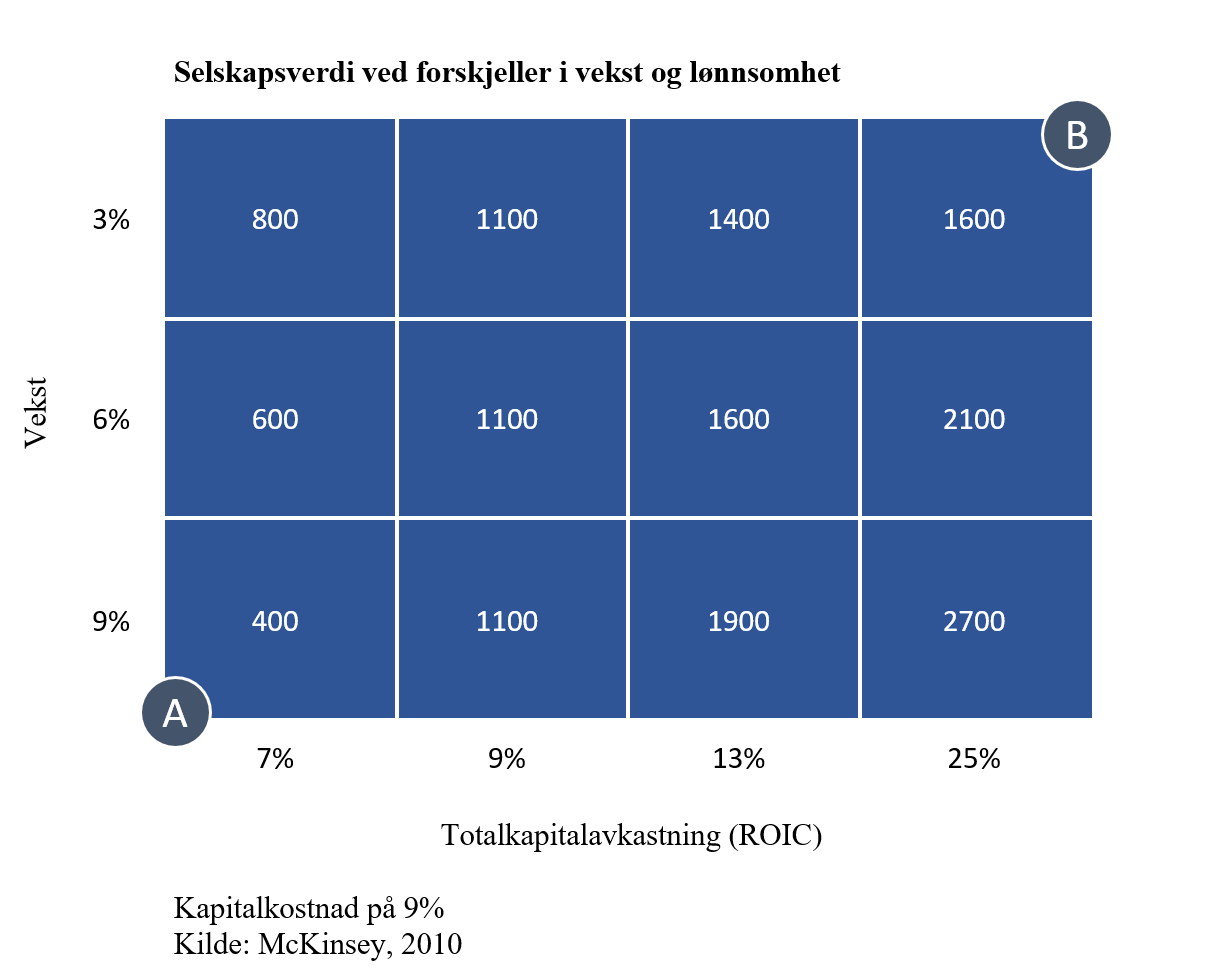 Selskapsverdi ved forskjeller i vekst og lønnsomhet
B
3% 800 1100 1400 1600
Vekst
6% 600 1100 1600 2100
9% 400 1100 1900 2700
A
7% 9% 13% 25%
Totalkapitalavkastning (ROIC)
Kapitalkostnad på 9%
Kilde: McKinsey, 2010